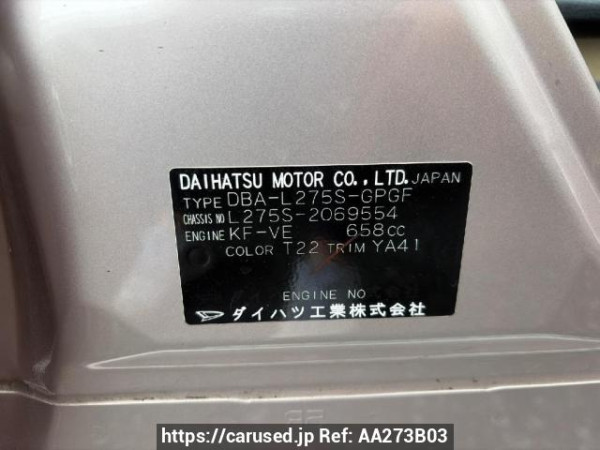 DAIHATSU MOTOR CO., LTD. JAPAN
TYPE DBA-L275S-GPGF
CHASSIS NO L275S-2069554
ENGINE KF-VE 658cc
COLOR T22 TRIM YA41
ENGINE NO
ダイハツ工業株式会社
https://carused.jp Ref: AA273B03